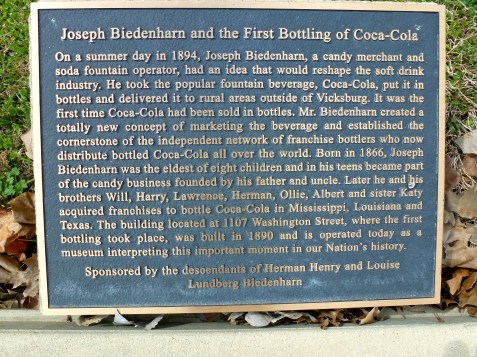 Joseph Biedenharn and the First Bottling of Coca-Cola
On a summer day in 1894, Joseph Biedenharn, a candy merchant and
soda fountain operator, had an idea that would reshape the soft drink
industry. He took the popular fountain beverage, Coca-Cola, put it in
bottles and delivered it to rural areas outside of Vicksburg. It was the
first time Coca-Cola had been sold in bottles. Mr. Biedenharn created a
totally new concept of marketing the beverage and established the
cornerstone of the independent network of franchise bottlers who now
distribute bottled Coca-Cola all over the world. Born in 1866, Joseph
Biedenharn was the eldest of eight children and in his teens became part
of the candy business founded by his father and uncle. Later he and his
brothers Will, Harry, Lawrence, Herman, Ollie, Albert and sister Katy
acquired franchises to bottle Coca-Cola in Mississippi, Louisiana and
Texas. The building located at 1107 Washington Street, where the first
bottling took place, was built in 1890 and is operated today as a
museum interpreting this important moment in our Nation's history.
Sponsored by the descendants of Herman Henry and Louise
Lundberg Biedenharn